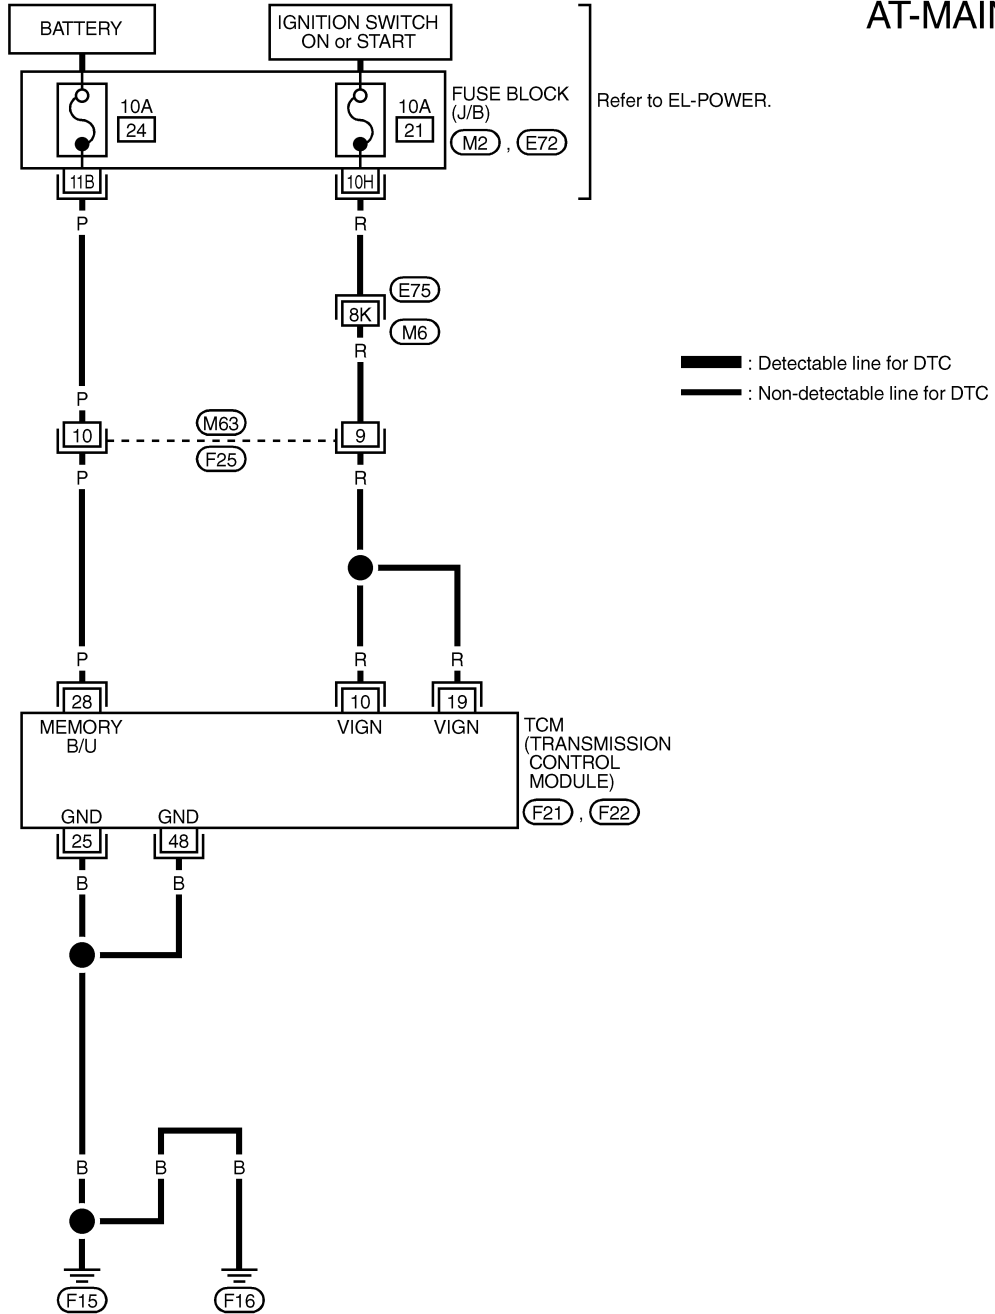 AT-MAIN
BATTERY
IGNITION SWITCH
ON or START
10A
24
10A
21
FUSE BLOCK
(J/B)
M2 , E72
Refer to EL-POWER.
11B
10H
P
R
E75
8K
M6
R
: Detectable line for DTC
: Non-detectable line for DTC
P
10
M63
F25
9
P
R
P
R
R
28
10
19
MEMORY
B/U
VIGN
VIGN
TCM
(TRANSMISSION
CONTROL
MODULE)
F21 , F22
GND
GND
25
48
B
B
B
B
B
F15
F16